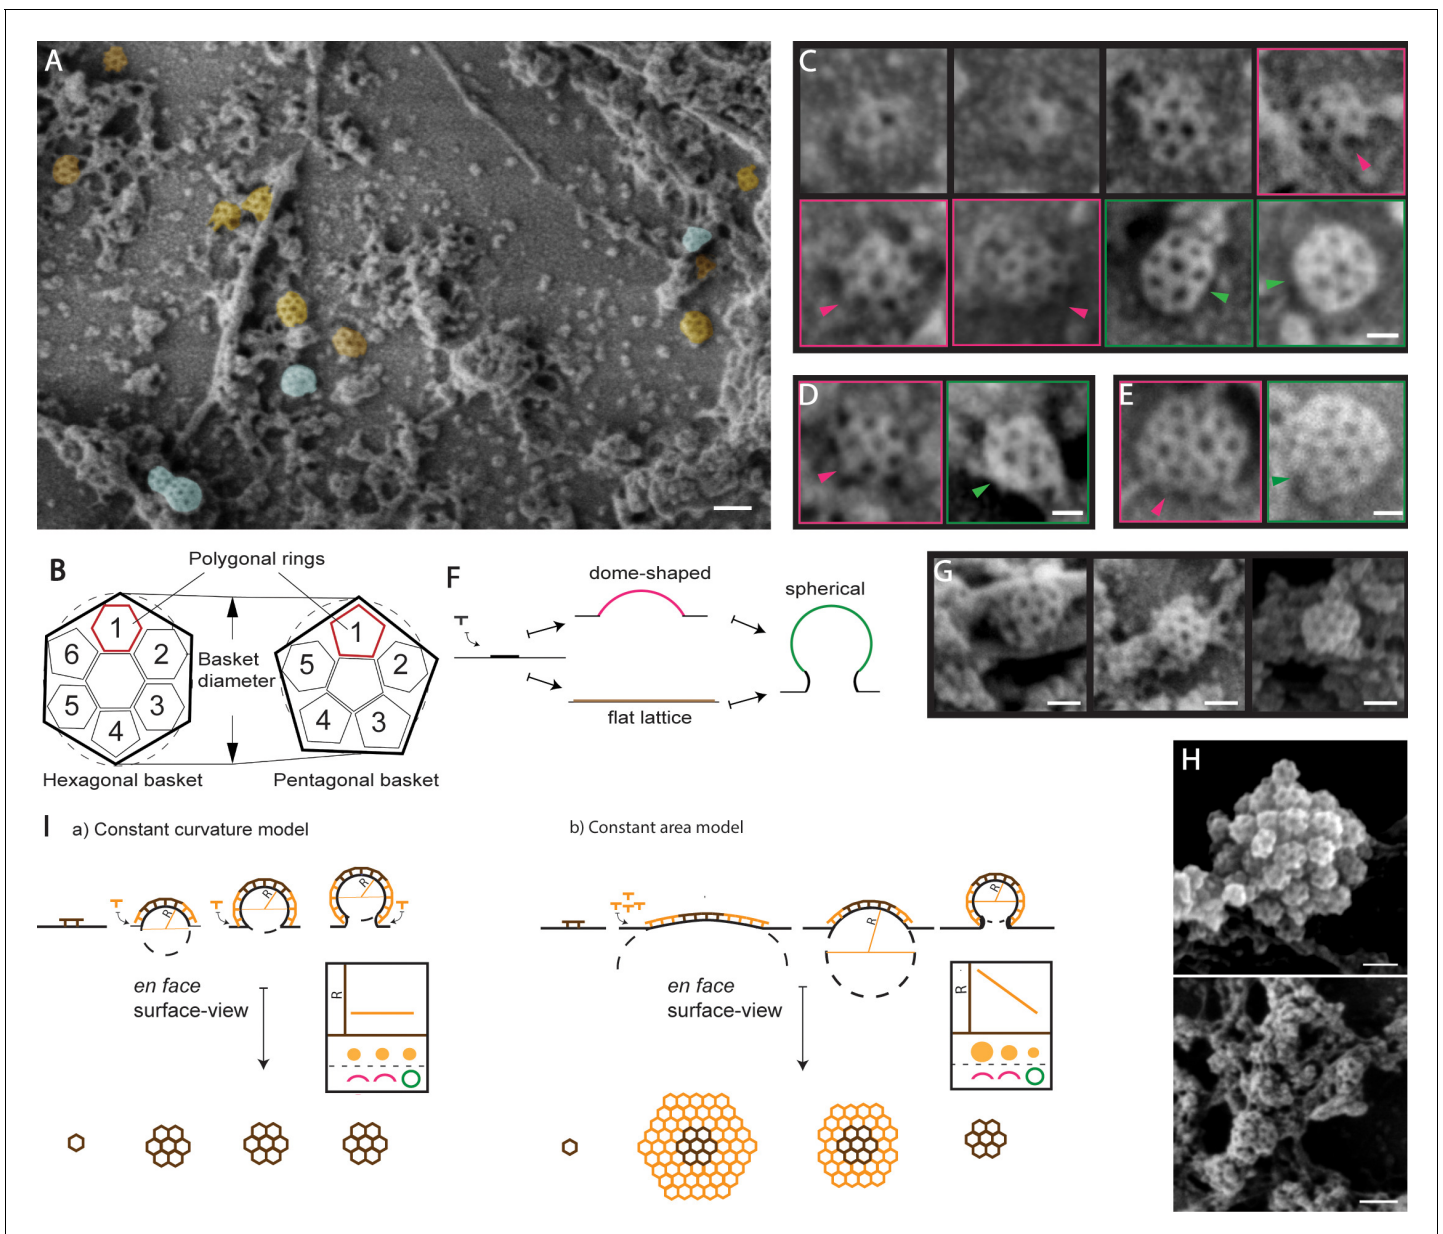 A
C
D
E
B
Polygonal rings
1
2
3
4
5
6
Basket
diameter
1
2
3
4
5
Hexagonal basket
Pentagonal basket
F
dome-shaped
spherical
flat lattice
G
H
I
a) Constant curvature model
R
R
R
en face
surface-view
R
b) Constant area model
R
R
en face
surface-view
R